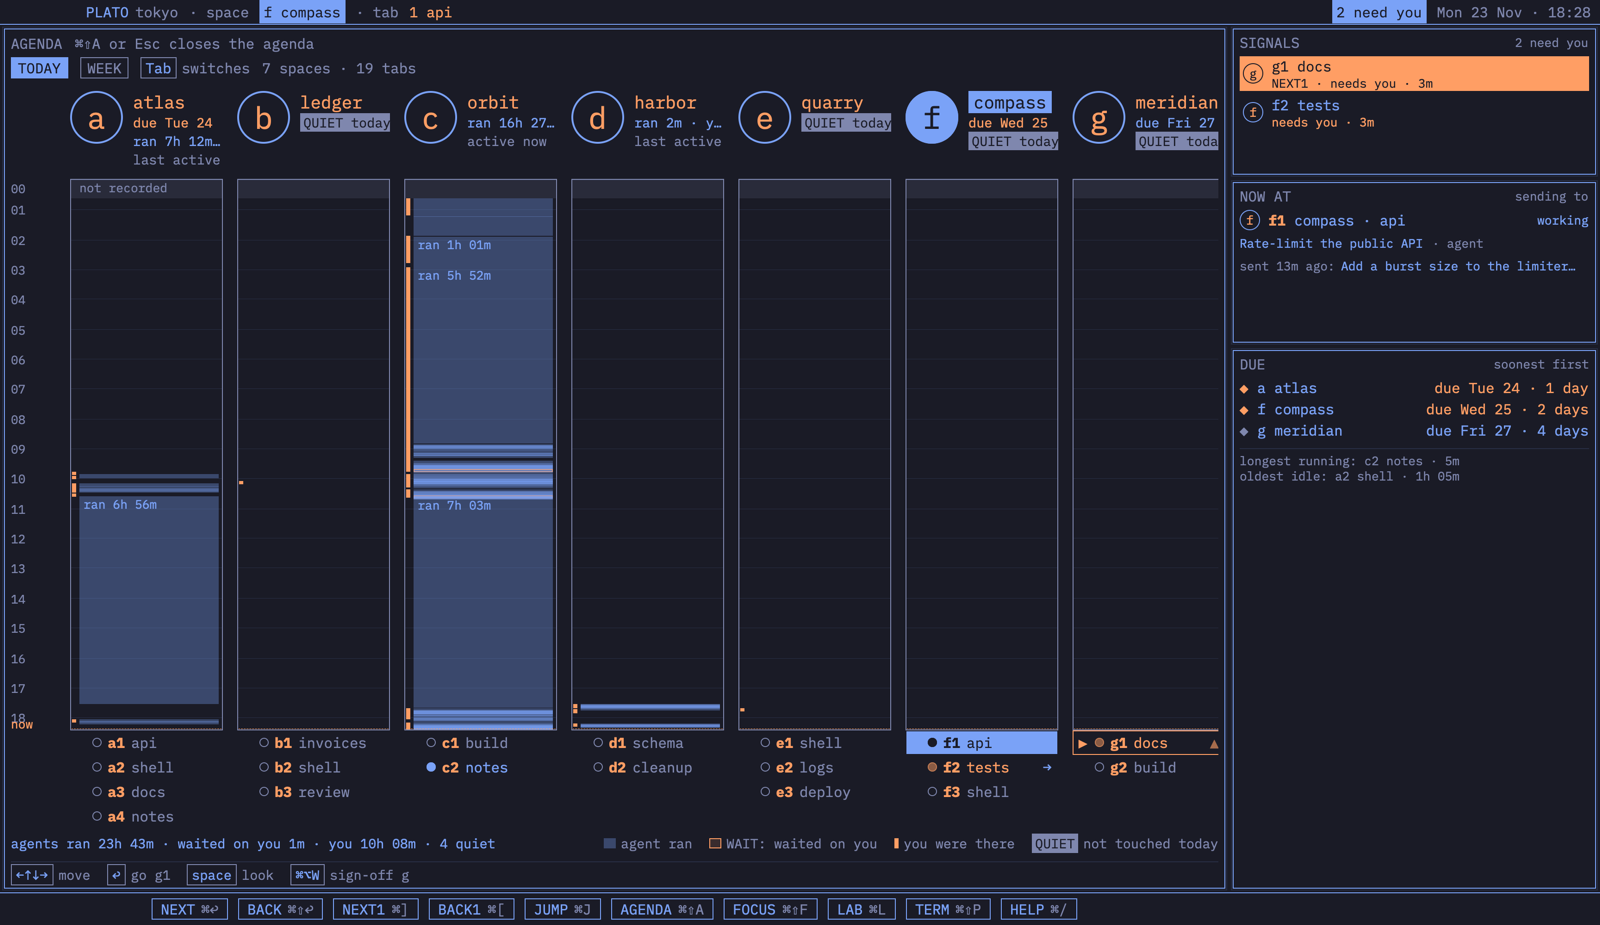 PLATO tokyo · space f compass · tab 1 api
2 need you Mon 23 Nov · 18:28
AGENDA ⌘⇧A or Esc closes the agenda
TODAY WEEK Tab switches 7 spaces · 19 tabs
a atlas
due Tue 24
ran 7h 12m…
last active
b ledger
QUIET today
c orbit
ran 16h 27…
active now
d harbor
ran 2m · y…
last active
e quarry
QUIET today
f compass
due Wed 25
QUIET today
g meridian
due Fri 27
QUIET toda
00
01
02
03
04
05
06
07
08
09
10
11
12
13
14
15
16
17
18
now
not recorded
ran 6h 56m
ran 1h 01m
ran 5h 52m
ran 7h 03m
a1 api
a2 shell
a3 docs
a4 notes
b1 invoices
b2 shell
b3 review
c1 build
c2 notes
d1 schema
d2 cleanup
e1 shell
e2 logs
e3 deploy
f1 api
f2 tests →
f3 shell
▶ g1 docs ▲
g2 build
agents ran 23h 43m · waited on you 1m · you 10h 08m · 4 quiet
agent ran WAIT: waited on you you were there QUIET not touched today
←↑↓→ move ↵ go g1 space look ⌘⌥W sign-off g
SIGNALS 2 need you
g g1 docs
NEXT1 · needs you · 3m
f f2 tests
needs you · 3m
NOW AT sending to
f f1 compass · api working
Rate-limit the public API · agent
sent 13m ago: Add a burst size to the limiter…
DUE soonest first
◆ a atlas due Tue 24 · 1 day
◆ f compass due Wed 25 · 2 days
◆ g meridian due Fri 27 · 4 days
longest running: c2 notes · 5m
oldest idle: a2 shell · 1h 05m
NEXT ⌘↵ BACK ⌘⇧↵ NEXT1 ⌘] BACK1 ⌘[ JUMP ⌘J AGENDA ⌘⇧A FOCUS ⌘⇧F LAB ⌘L TERM ⌘⇧P HELP ⌘/